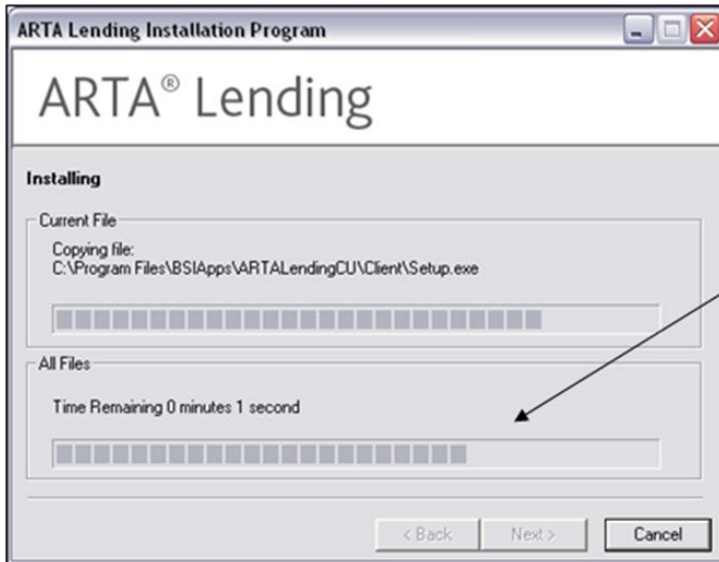 ARTA Lending Installation Program
ARTA® Lending
Installing
Current File
Copying file:
C:\Program Files\BSIApps\ARTALendingCU\Client\Setup.exe
All Files
Time Remaining 0 minutes 1 second
< Back
Next >
Cancel